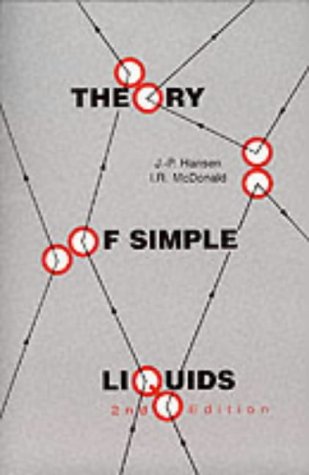 THEORY
J.-P. Hansen
I.R. McDonald
OF SIMPLE
LIQUIDS
2nd Edition